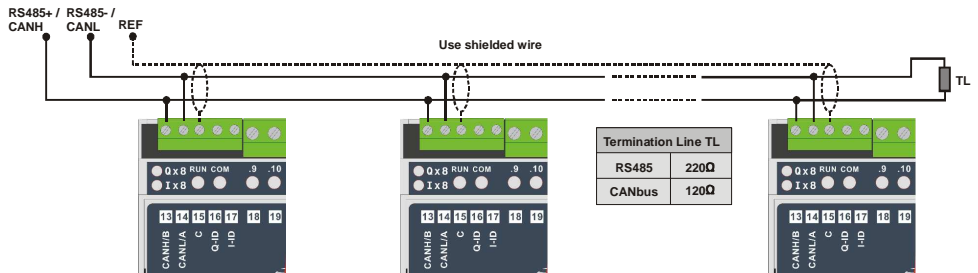 RS485+ / RS485- /
CANH CANL REF
Use shielded wire
TL
Termination Line TL
RS485 220Ω
CANbus 120Ω
Qx8 RUN COM .9 .10
Ix8
13 14 15 16 17 18 19
CANH/B CANL/A C Q-ID I-ID
Qx8 RUN COM .9 .10
Ix8
13 14 15 16 17 18 19
CANH/B CANL/A C Q-ID I-ID
Qx8 RUN COM .9 .10
Ix8
13 14 15 16 17 18 19
CANH/B CANL/A C Q-ID I-ID